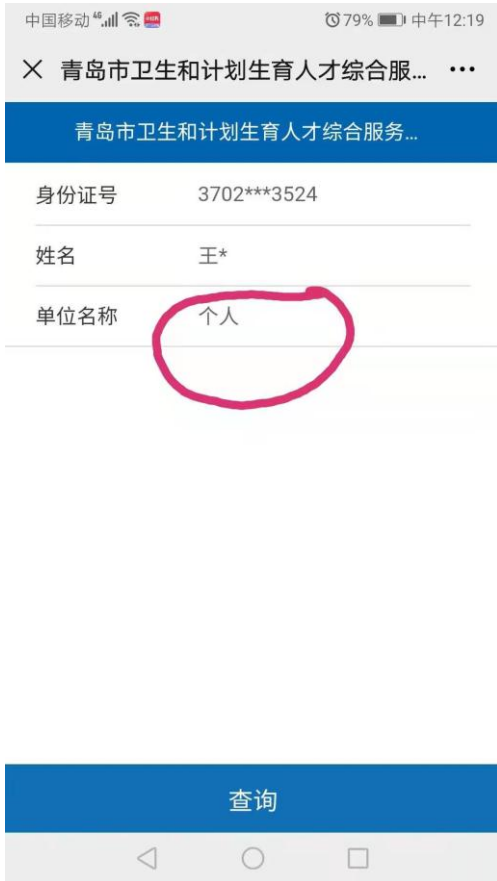 中国移动 4G 79% 中午12:19
× 青岛市卫生和计划生育人才综合服... ···
青岛市卫生和计划生育人才综合服务...
身份证号 3702***3524
姓名 王*
单位名称 个人
查询